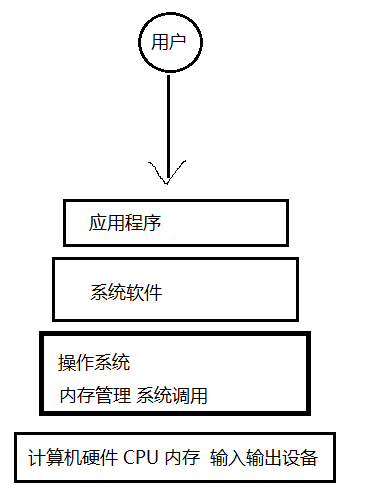 用户
应用程序
系统软件
操作系统
内存管理 系统调用
计算机硬件 CPU 内存 输入输出设备